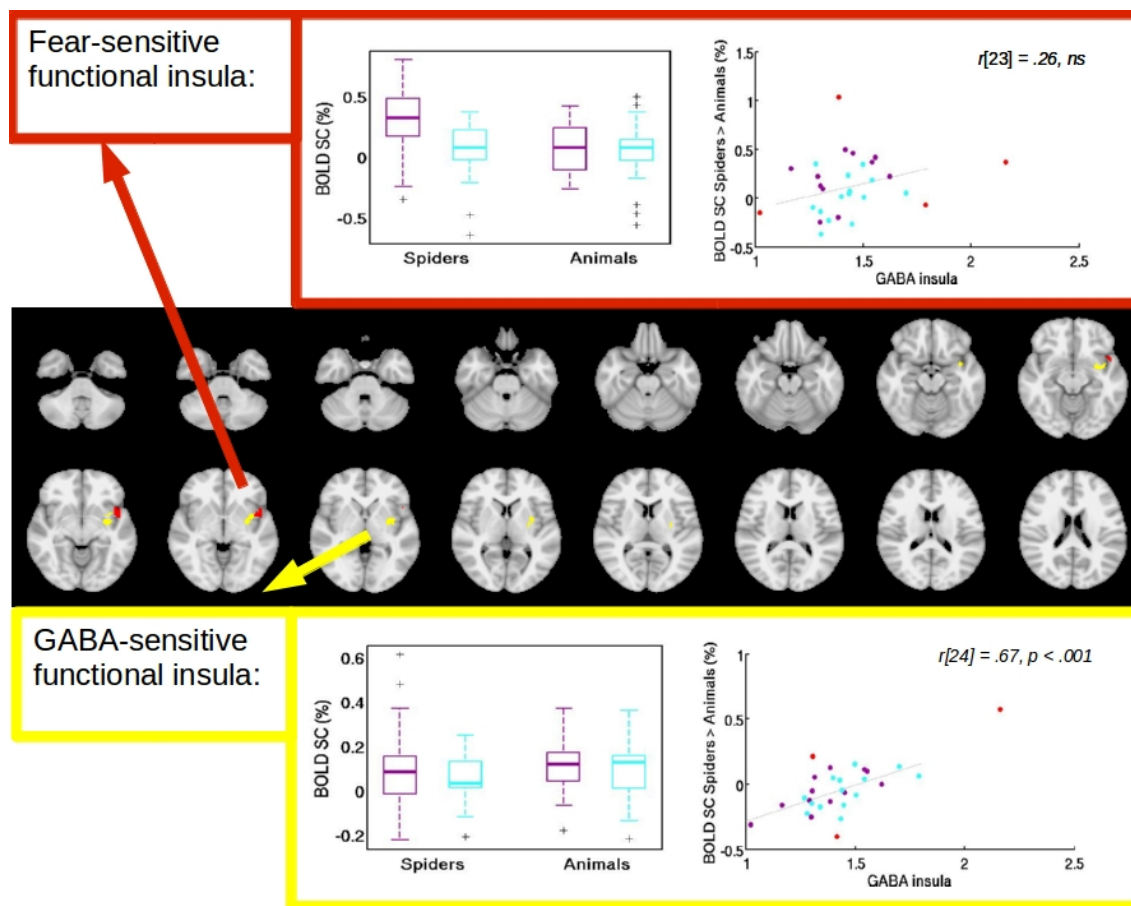 Fear-sensitive
functional insula:
BOLD SC (%)
0.5
0
-0.5
Spiders
Animals
BOLD SC Spiders > Animals (%)
1.5
1
0.5
0
-0.5
1
1.5
2
2.5
GABA insula
r[23] = .26, ns
GABA-sensitive
functional insula:
BOLD SC (%)
0.6
0.4
0.2
0
-0.2
Spiders
Animals
BOLD SC Spiders > Animals (%)
1
0.5
0
-0.5
1
1.5
2
2.5
GABA insula
r[24] = .67, p < .001